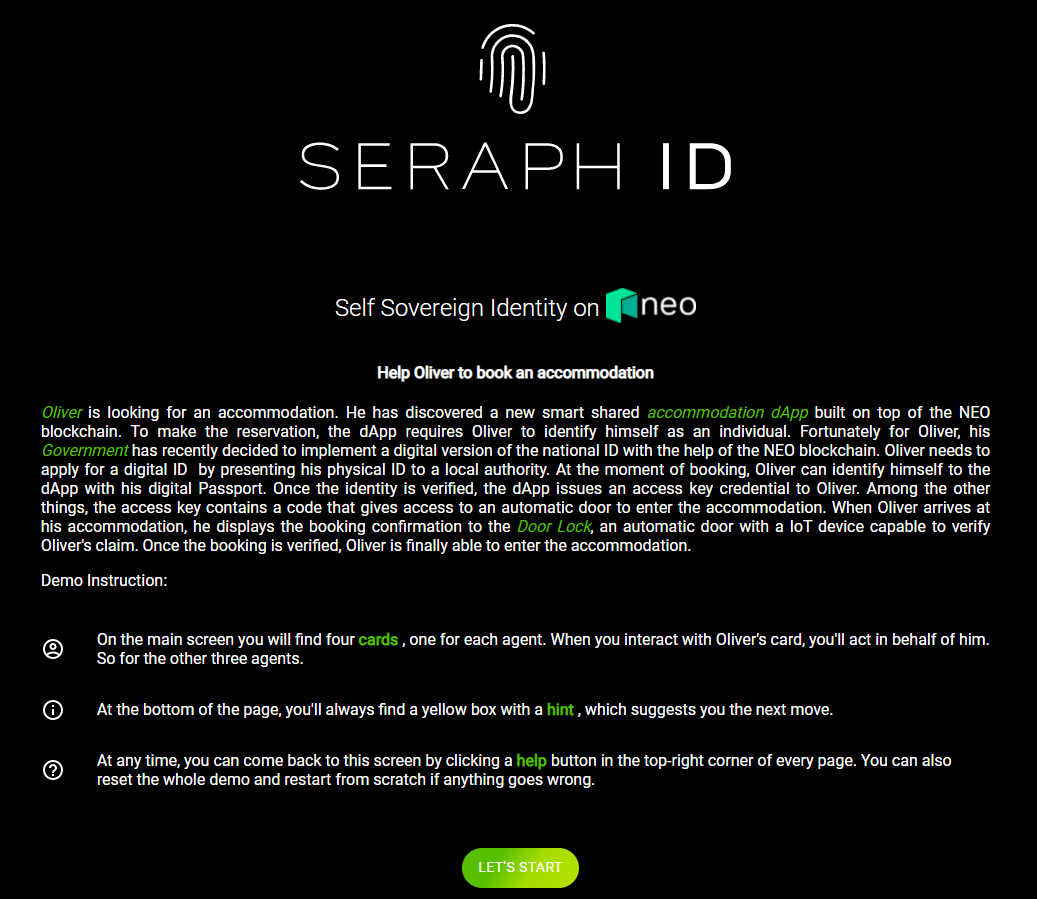 SERAPH ID
Self Sovereign Identity on neo
Help Oliver to book an accommodation
Oliver is looking for an accommodation. He has discovered a new smart shared accommodation dApp built on top of the NEO
blockchain. To make the reservation, the dApp requires Oliver to identify himself as an individual. Fortunately for Oliver, his
Government has recently decided to implement a digital version of the national ID with the help of the NEO blockchain. Oliver needs to
apply for a digital ID  by presenting his physical ID to a local authority. At the moment of booking, Oliver can identify himself to the
dApp with his digital Passport. Once the identity is verified, the dApp issues an access key credential to Oliver. Among the other
things, the access key contains a code that gives access to an automatic door to enter the accommodation. When Oliver arrives at
his accommodation, he displays the booking confirmation to the Door Lock, an automatic door with a IoT device capable to verify
Oliver's claim. Once the booking is verified, Oliver is finally able to enter the accommodation.
Demo Instruction:
On the main screen you will find four cards , one for each agent. When you interact with Oliver's card, you'll act in behalf of him.
So for the other three agents.
At the bottom of the page, you'll always find a yellow box with a hint , which suggests you the next move.
At any time, you can come back to this screen by clicking a help button in the top-right corner of every page. You can also
reset the whole demo and restart from scratch if anything goes wrong.
LET'S START